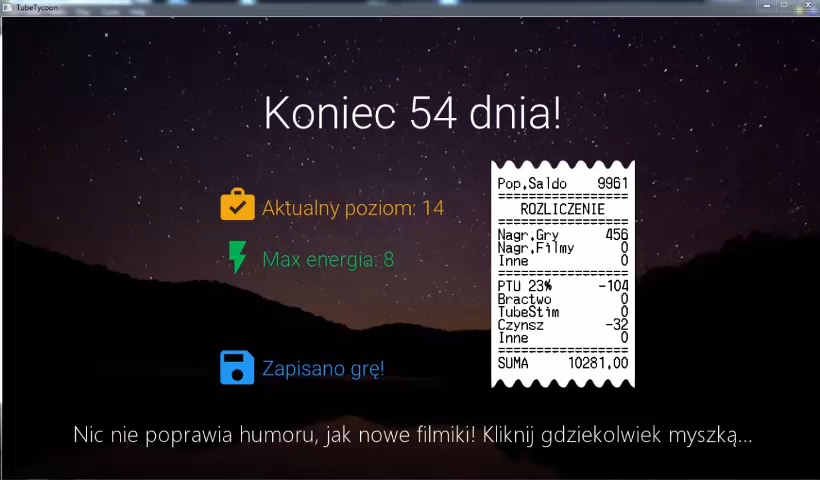 TubeTycoon
Koniec 54 dnia!
Aktualny poziom: 14
Max energia: 8
Zapisano grę!
Pop.Saldo 9961
==================
ROZLICZENIE
==================
Nagr.Gry 456
Nagr.Filmy 0
Inne 0
==================
PTU 23% -104
Bractwo 0
TubeStim 0
Czynsz -32
Inne 0
==================
SUMA 10281.00
Nic nie poprawia humoru, jak nowe filmiki! Kliknij gdziekolwiek myszką...